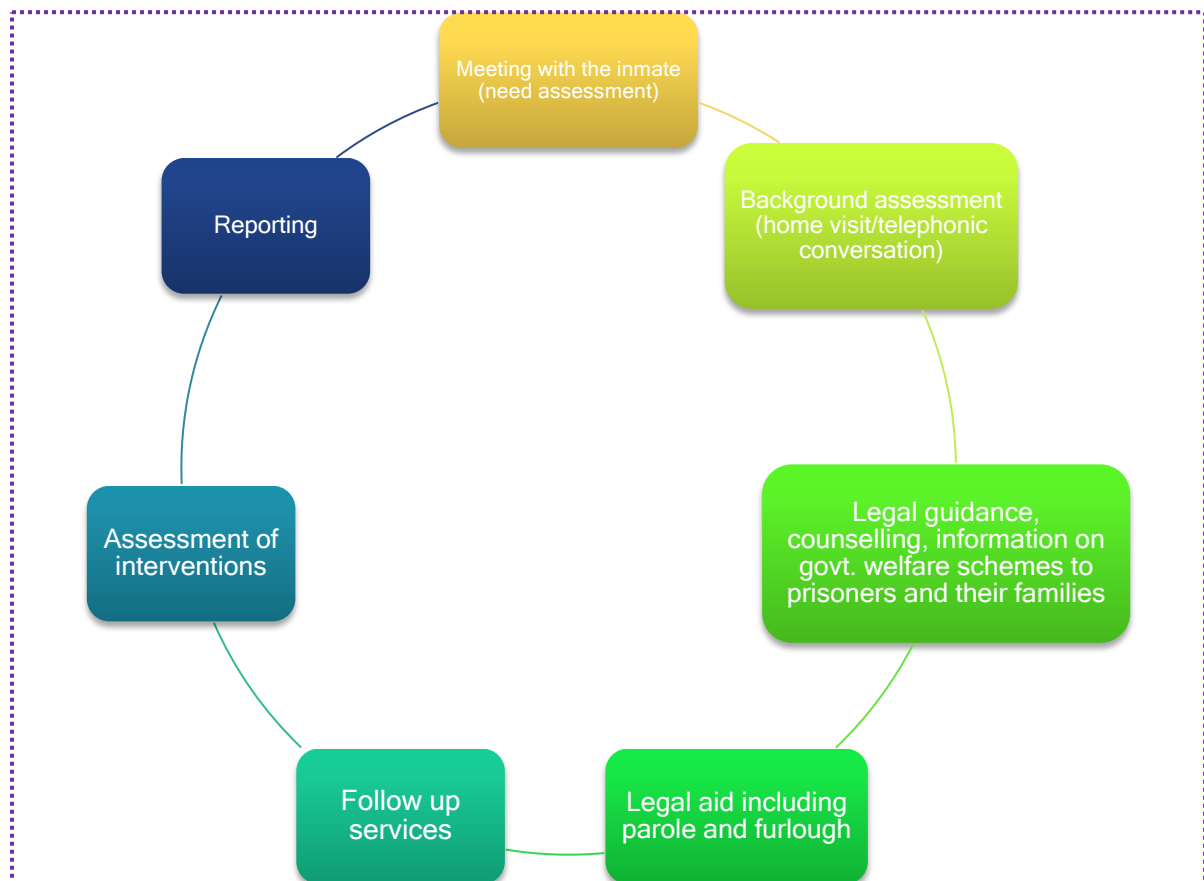 Meeting with the inmate
(need assessment)
Background assessment
(home visit/telephonic
conversation)
Legal guidance,
counselling, information on
govt. welfare schemes to
prisoners and their families
Legal aid including
parole and furlough
Follow up
services
Assessment of
interventions
Reporting